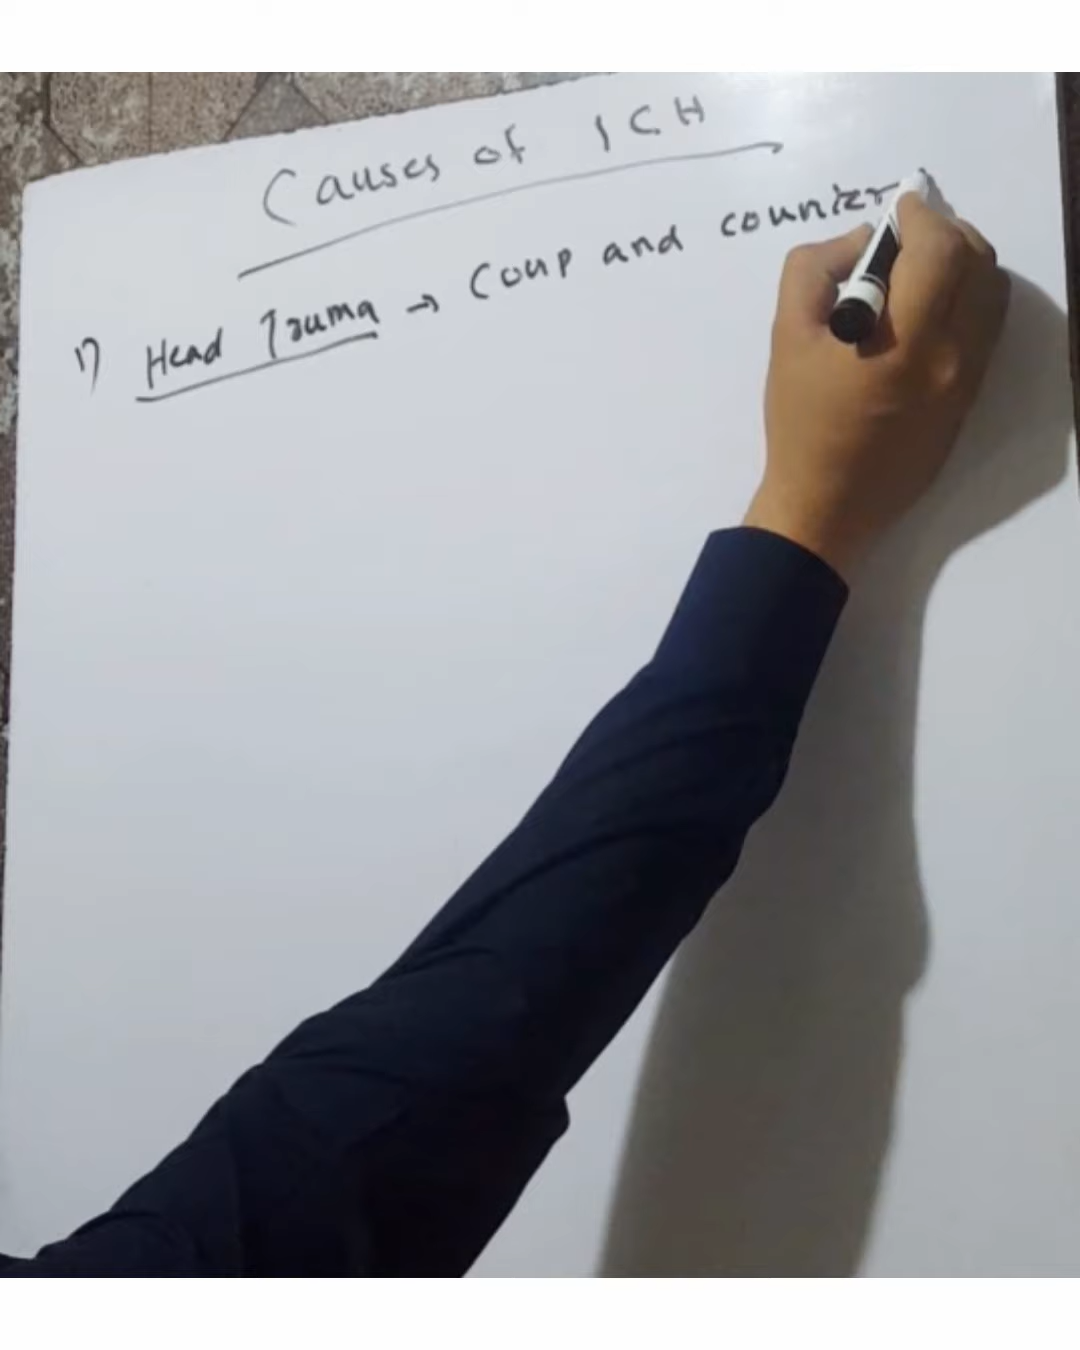 Causes of ICH
1) Head Trauma → Coup and counter